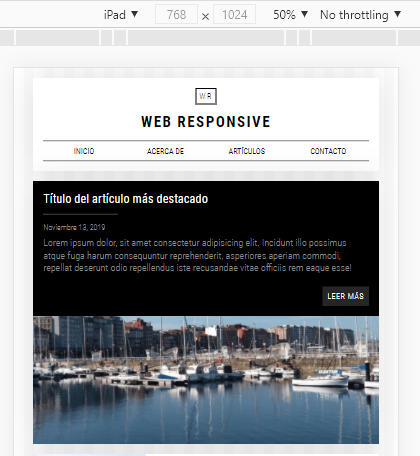 iPad ▼ 768 × 1024 50% ▼ No throttling ▼
WR
WEB RESPONSIVE
INICIO ACERCA DE ARTÍCULOS CONTACTO
Título del artículo más destacado
Noviembre 13, 2019
Lorem ipsum dolor, sit amet consectetur adipisicing elit. Incidunt illo possimus
atque fuga harum consequuntur reprehenderit, asperiores aperiam commodi,
repellat deserunt odio repellendus iste recusandae vitae officiis rem eaque esse!
LEER MÁS